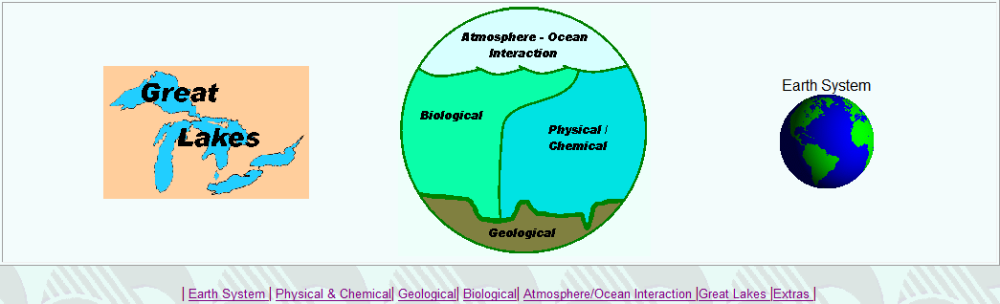 Great
Lakes
Atmosphere - Ocean
Interaction
Biological
Physical /
Chemical
Geological
Earth System
| Earth System | Physical & Chemical| Geological| Biological| Atmosphere/Ocean Interaction |Great Lakes |Extras |